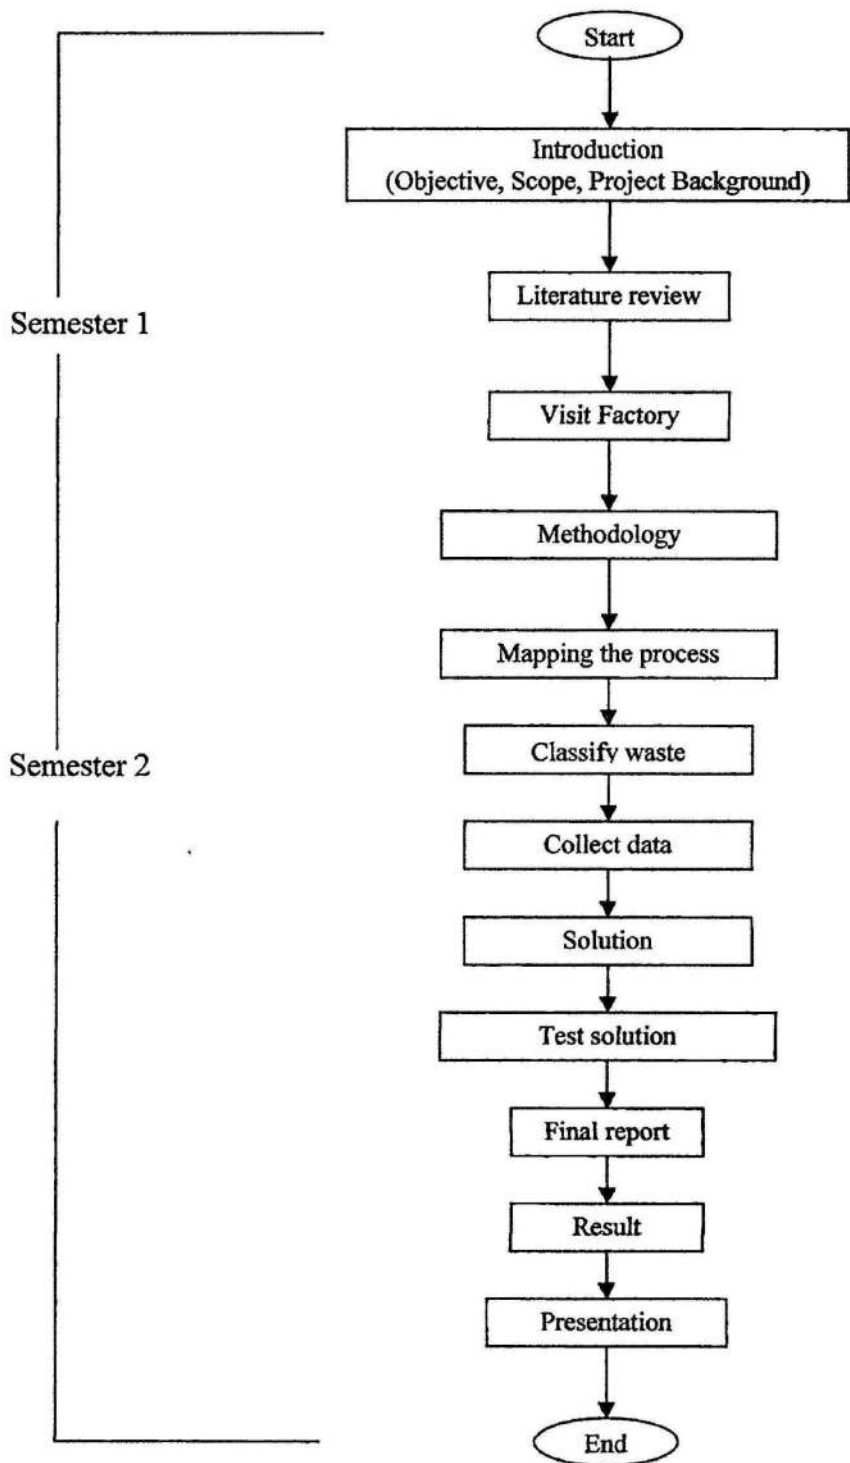 Start
Introduction
(Objective, Scope, Project Background)
Literature review
Semester 1
Visit Factory
Methodology
Mapping the process
Classify waste
Semester 2
Collect data
Solution
Test solution
Final report
Result
Presentation
End